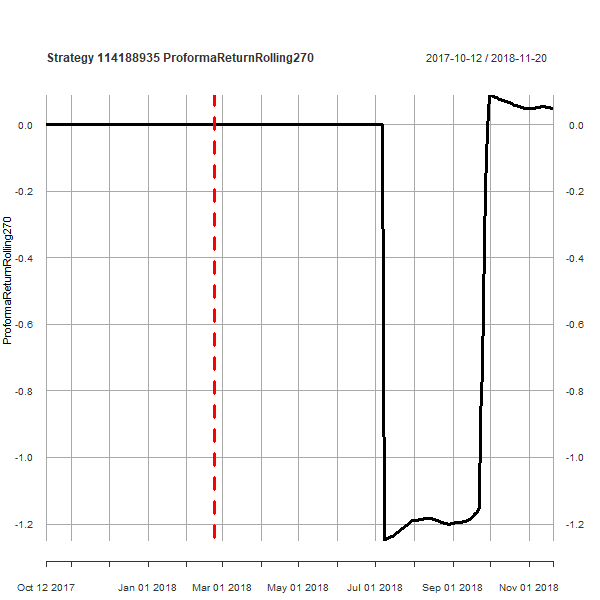 Strategy 114188935 ProformaReturnRolling270
2017-10-12 / 2018-11-20
ProformaReturnRolling270
0.0 0.0
-0.2 -0.2
-0.4 -0.4
-0.6 -0.6
-0.8 -0.8
-1.0 -1.0
-1.2 -1.2
Oct 12 2017 Jan 01 2018 Mar 01 2018 May 01 2018 Jul 01 2018 Sep 01 2018 Nov 01 2018